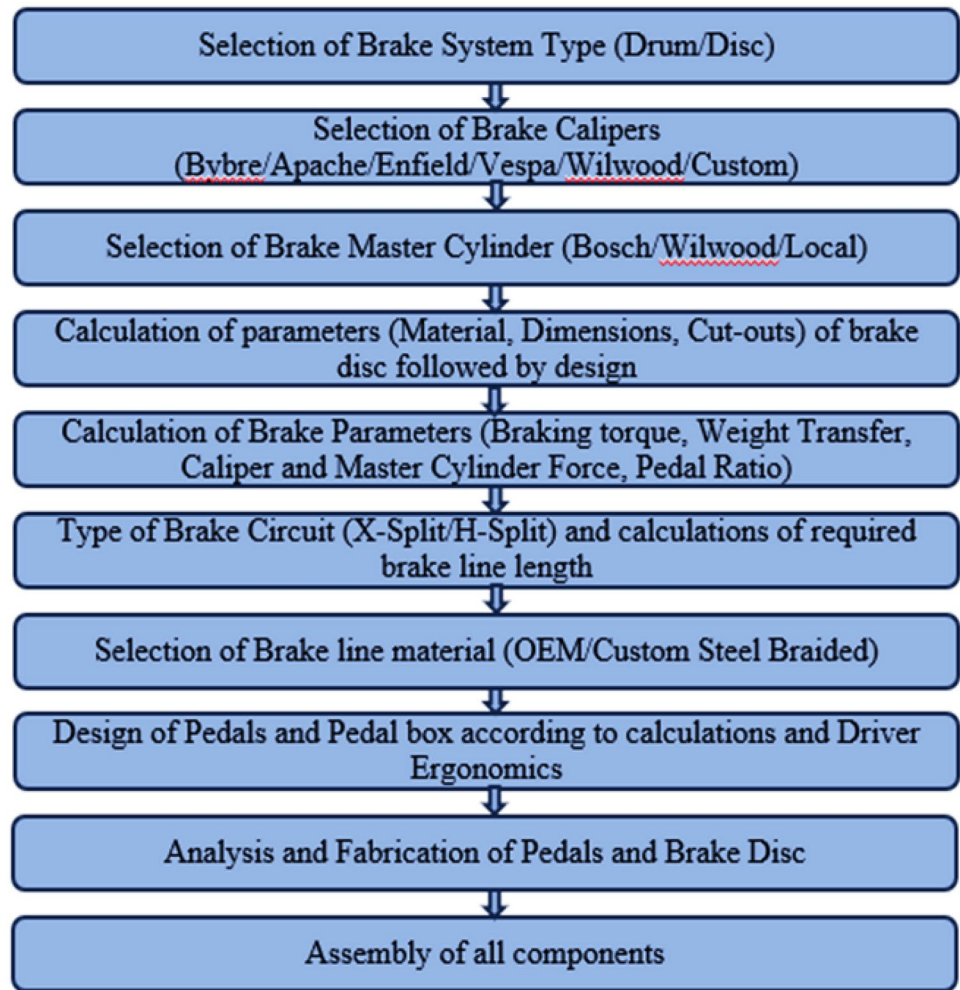 Selection of Brake System Type (Drum/Disc)
Selection of Brake Calipers
(Bybre/Apache/Enfield/Vespa/Wilwood/Custom)
Selection of Brake Master Cylinder (Bosch/Wilwood/Local)
Calculation of parameters (Material, Dimensions, Cut-outs) of brake
disc followed by design
Calculation of Brake Parameters (Braking torque, Weight Transfer,
Caliper and Master Cylinder Force, Pedal Ratio)
Type of Brake Circuit (X-Split/H-Split) and calculations of required
brake line length
Selection of Brake line material (OEM/Custom Steel Braided)
Design of Pedals and Pedal box according to calculations and Driver
Ergonomics
Analysis and Fabrication of Pedals and Brake Disc
Assembly of all components